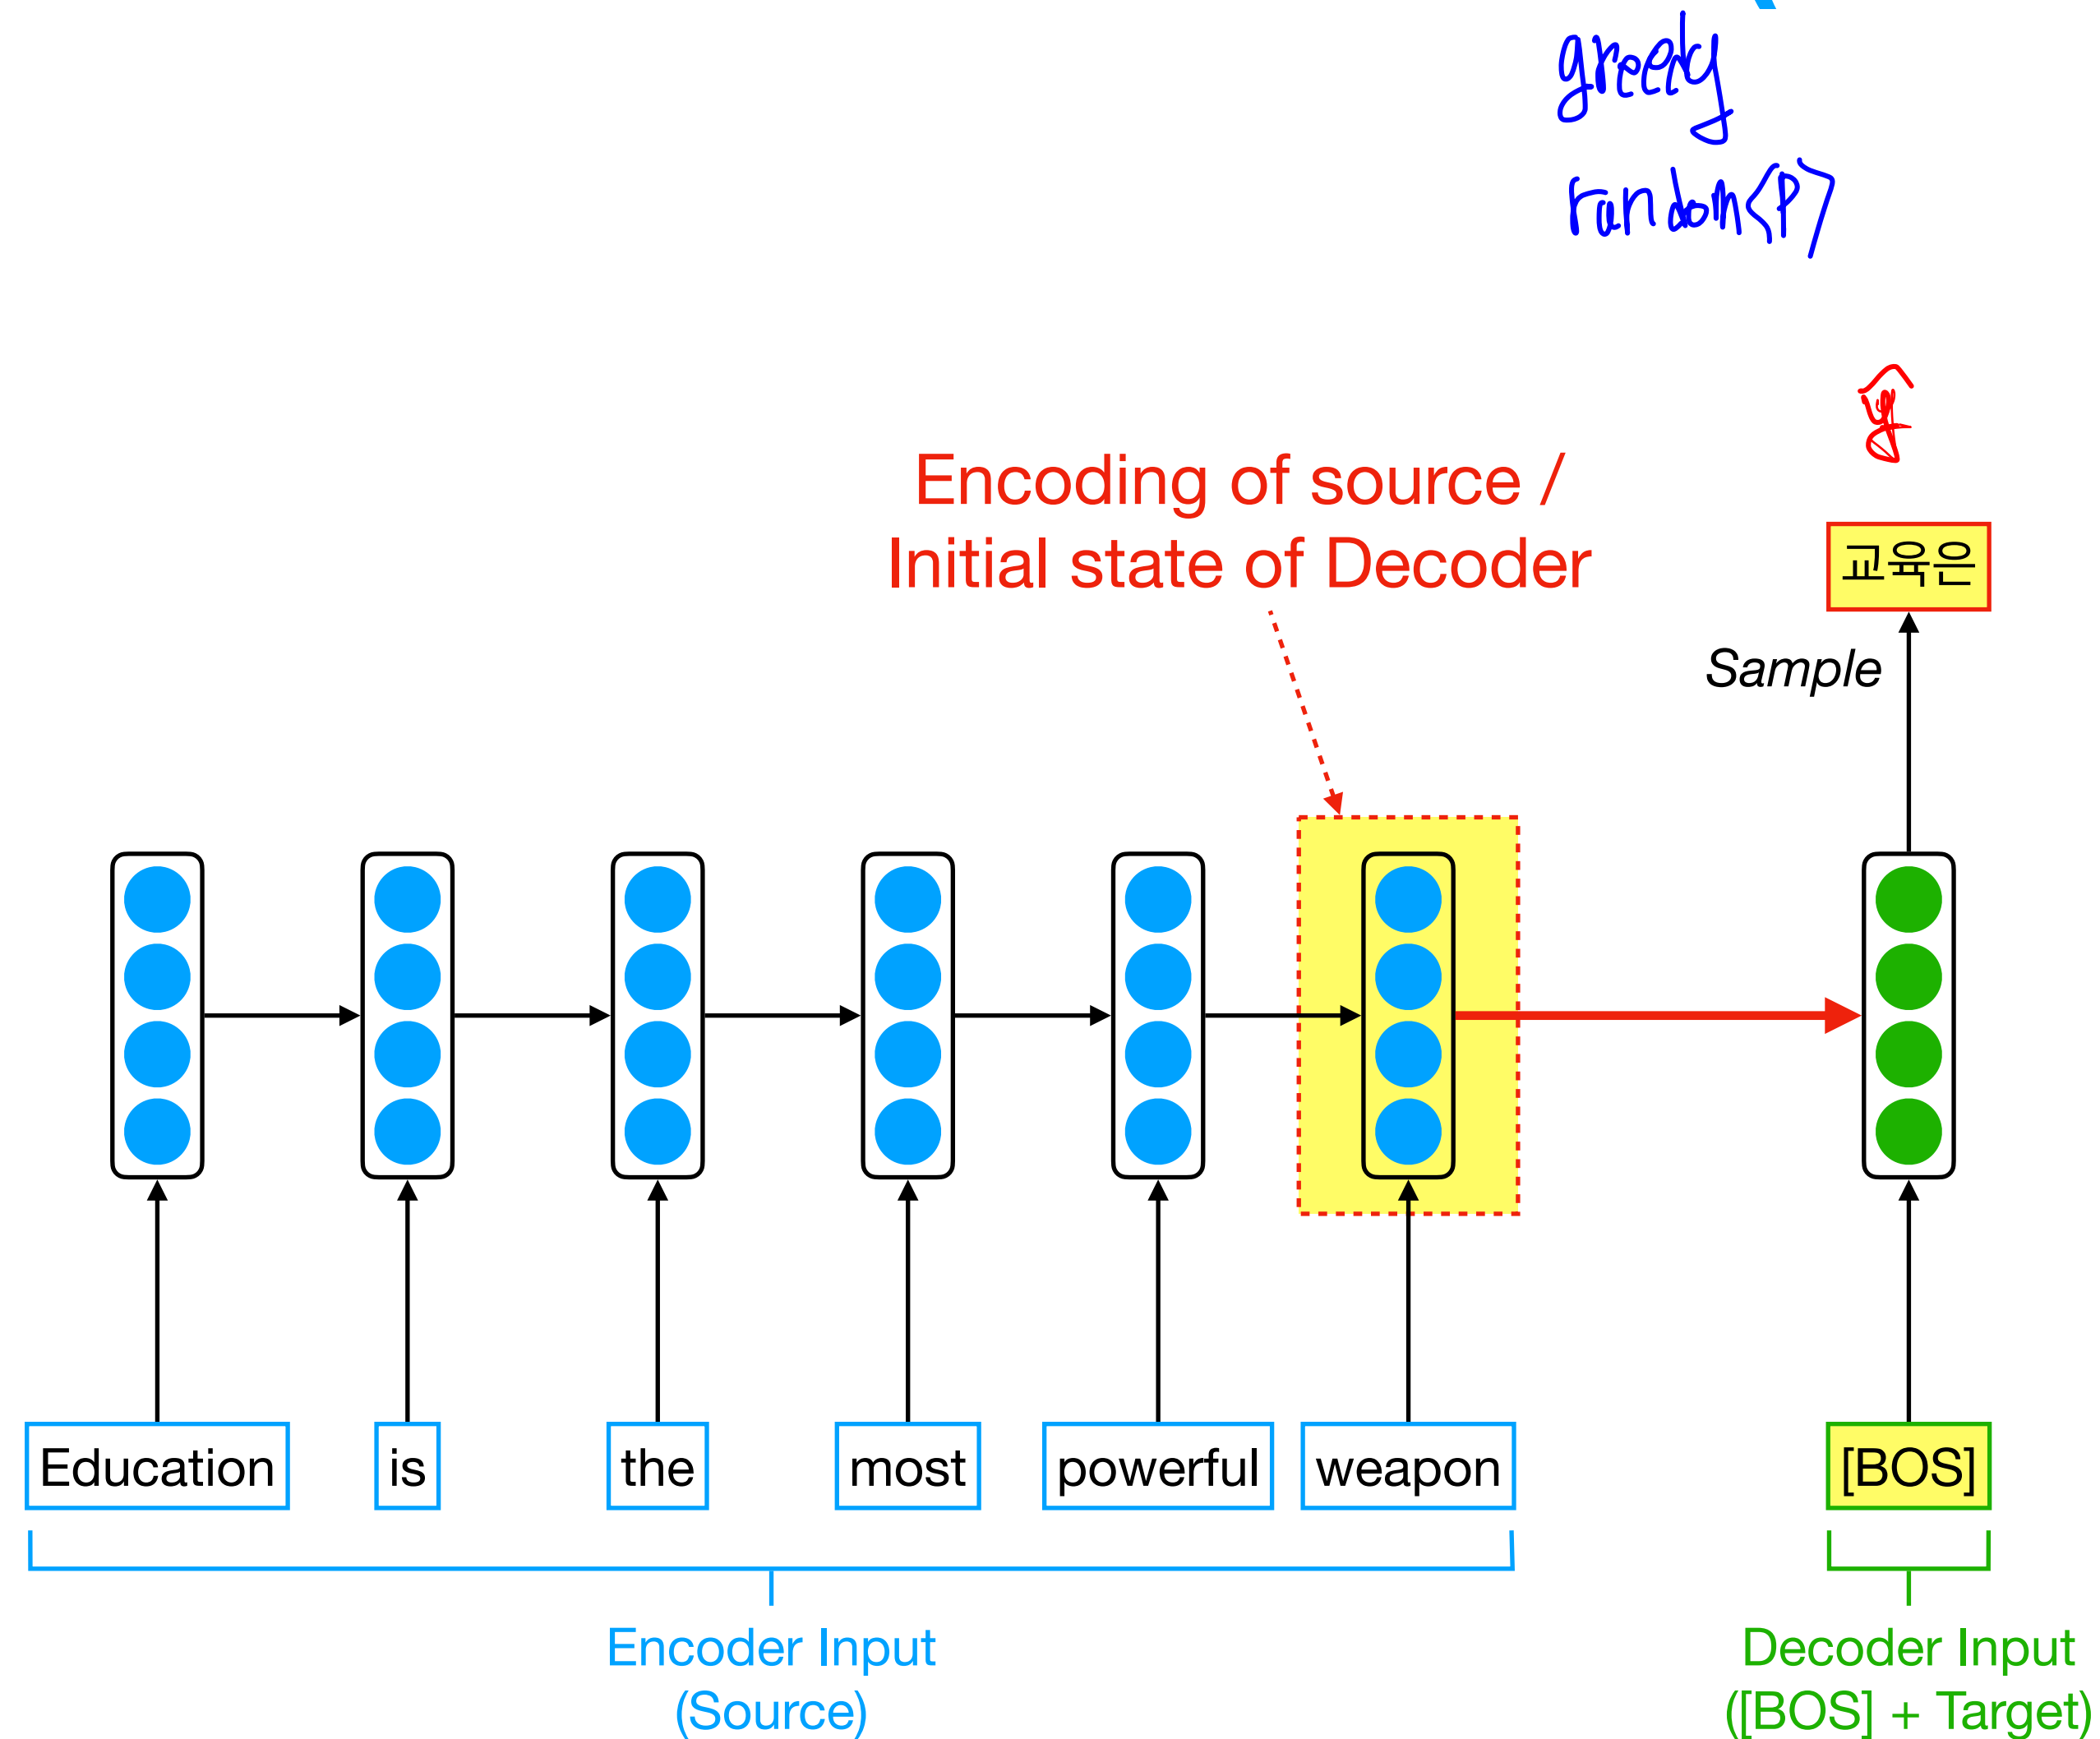 greedy
random(P)
ŷ
Encoding of source /
Initial state of Decoder
교육은
Sample
Education is the most powerful weapon [BOS]
Encoder Input
(Source)
Decoder Input
([BOS] + Target)